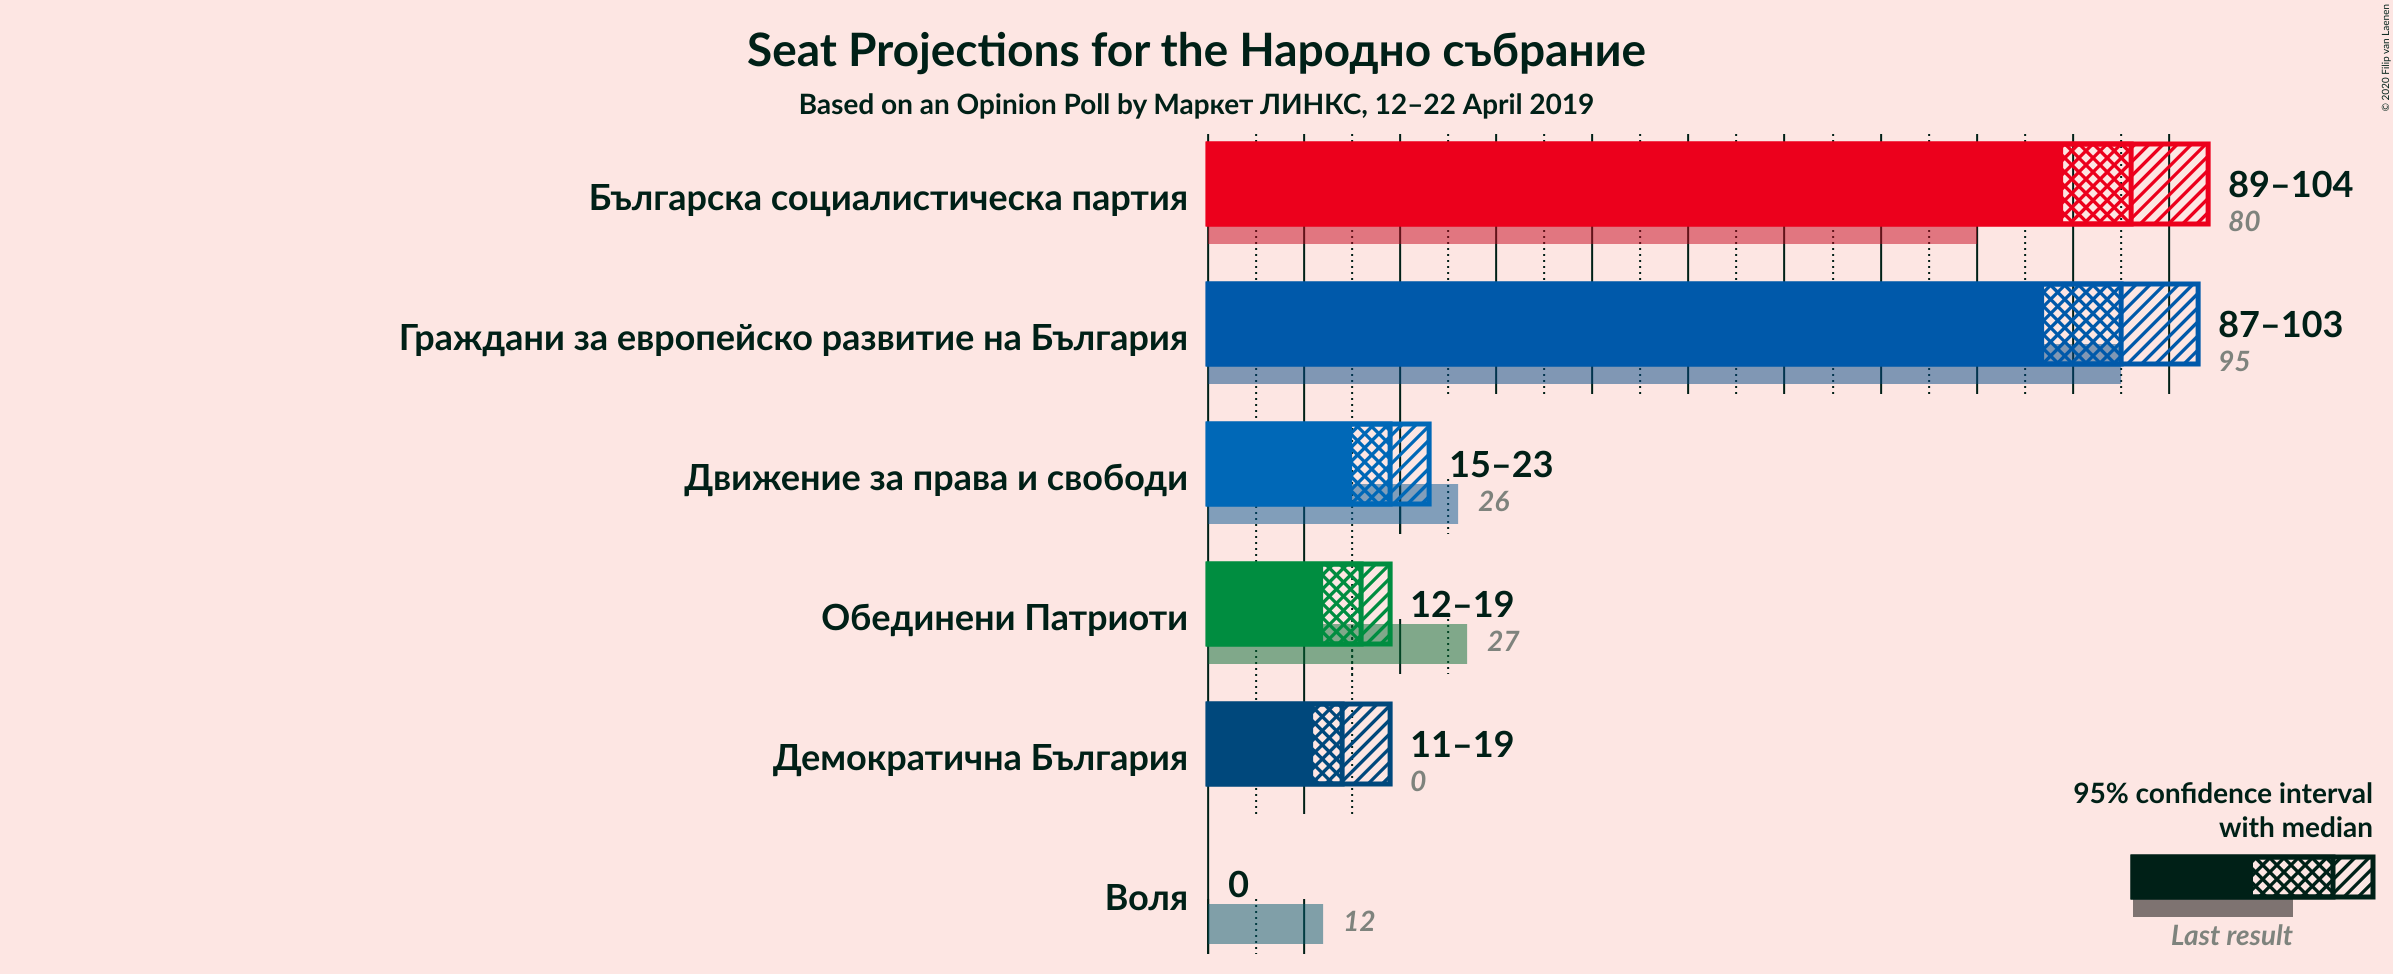 Seat Projections for the Народно събрание
Based on an Opinion Poll by Маркет ЛИНКС, 12–22 April 2019
© 2020 Filip van Laenen
Българска социалистическа партия
89–104
80
Граждани за европейско развитие на България
87–103
95
Движение за права и свободи
15–23
26
Обединени Патриоти
12–19
27
Демократична България
11–19
0
Воля
0
12
95% confidence interval
with median
Last result